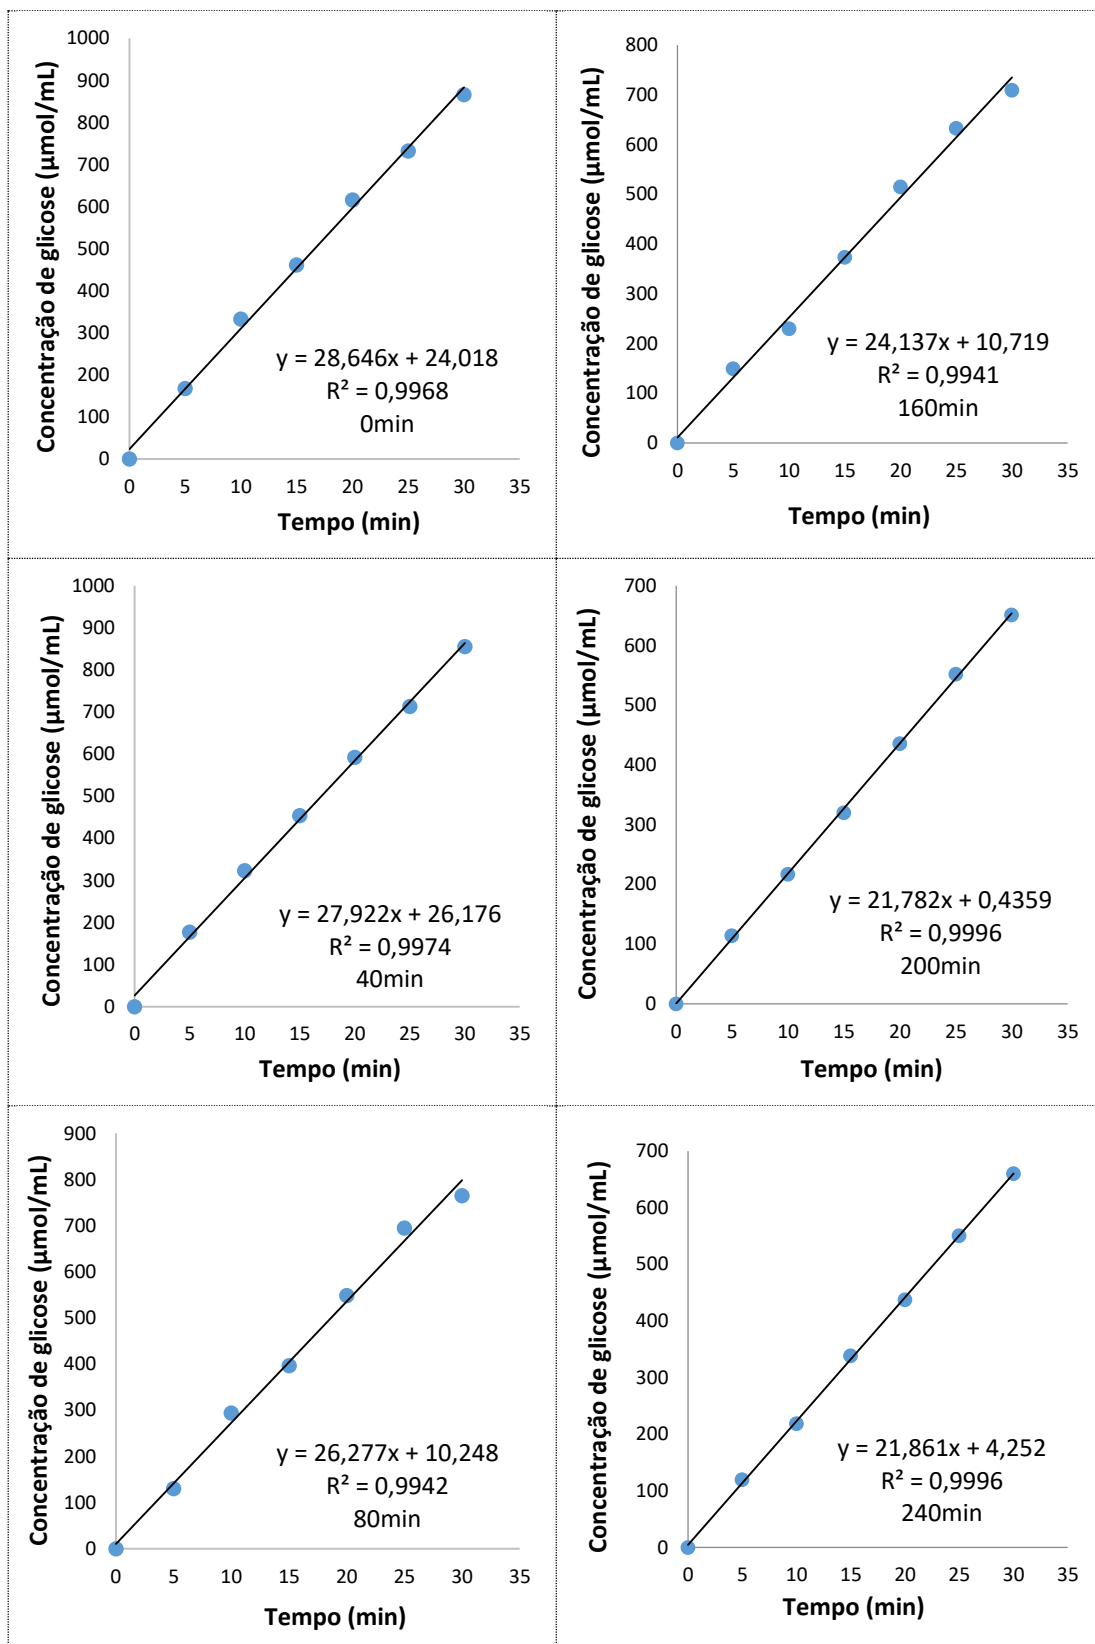 Concentração de glicose (µmol/mL)
1000
900
800
700
600
500
400
300
200
100
0
y = 28,646x + 24,018
R² = 0,9968
0min
0 5 10 15 20 25 30 35
Tempo (min)
Concentração de glicose (µmol/mL)
800
700
600
500
400
300
200
100
0
y = 24,137x + 10,719
R² = 0,9941
160min
0 5 10 15 20 25 30 35
Tempo (min)
Concentração de glicose (µmol/mL)
1000
900
800
700
600
500
400
300
200
100
0
y = 27,922x + 26,176
R² = 0,9974
40min
0 5 10 15 20 25 30 35
Tempo (min)
Concentração de glicose (µmol/mL)
700
600
500
400
300
200
100
0
y = 21,782x + 0,4359
R² = 0,9996
200min
0 5 10 15 20 25 30 35
Tempo (min)
Concentração de glicose (µmol/mL)
900
800
700
600
500
400
300
200
100
0
y = 26,277x + 10,248
R² = 0,9942
80min
0 5 10 15 20 25 30 35
Tempo (min)
Concentração de glicose (µmol/mL)
700
600
500
400
300
200
100
0
y = 21,861x + 4,252
R² = 0,9996
240min
0 5 10 15 20 25 30 35
Tempo (min)